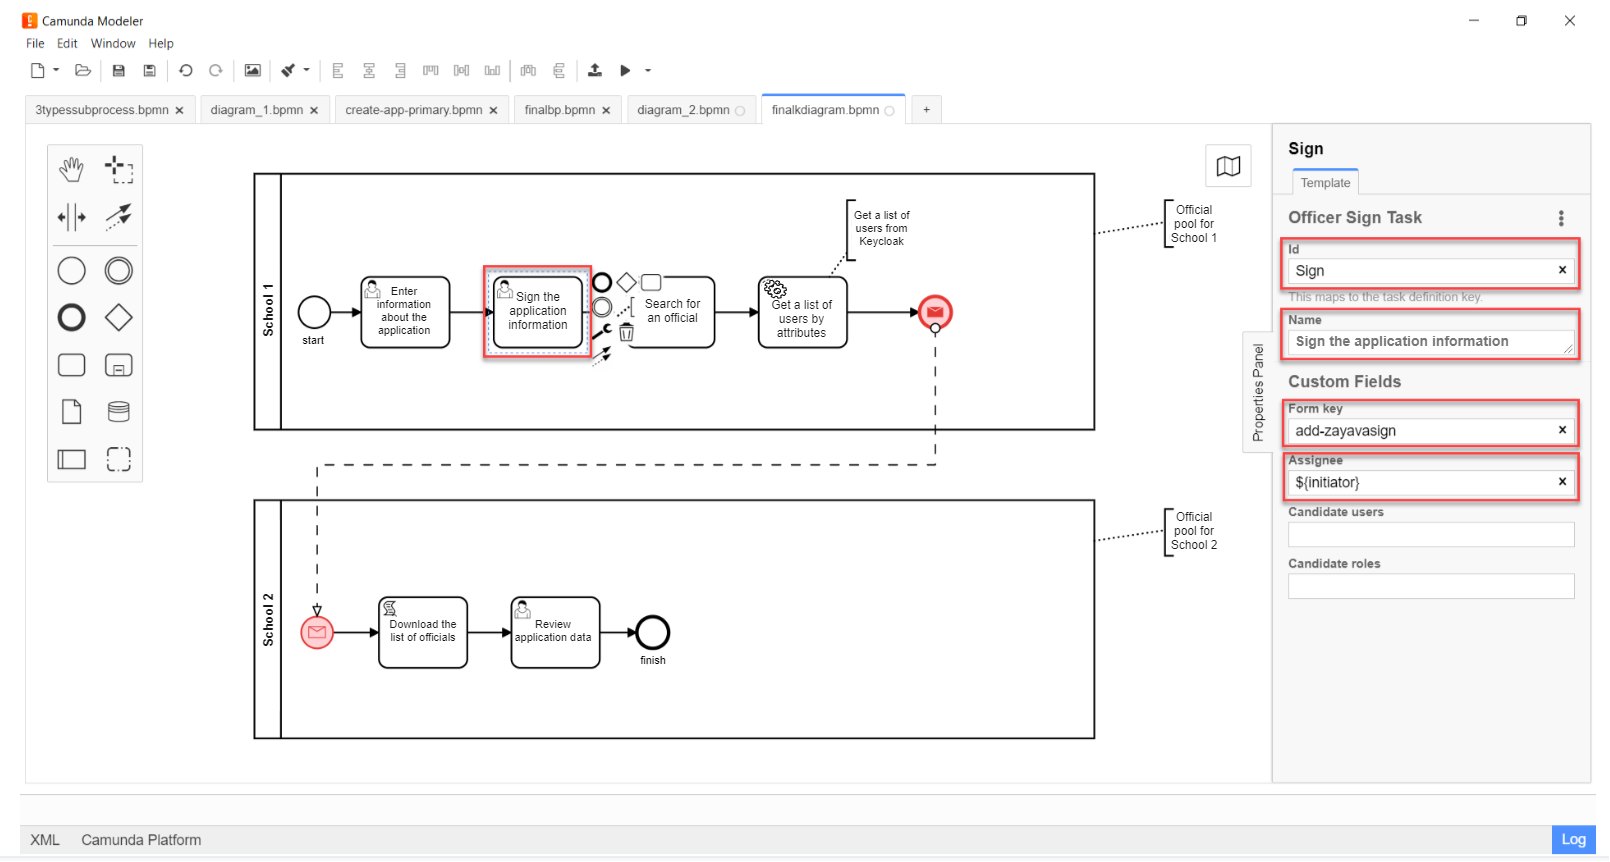 Camunda Modeler
File Edit Window Help
3typessubprocess.bpmn
diagram_1.bpmn
create-app-primary.bpmn
finalbp.bpmn
diagram_2.bpmn
finalkdiagram.bpmn
+
School 1
start
Enter
information
about the
application
Sign the
application
information
Search for
an official
Get a list of
users by
attributes
Get a list of
users from
Keycloak
Official
pool for
School 1
School 2
Download the
list of officials
Review
application data
finish
Official
pool for
School 2
Properties Panel
Sign
Template
Officer Sign Task
Id
Sign
This maps to the task definition key.
Name
Sign the application information
Custom Fields
Form key
add-zayavasign
Assignee
${initiator}
Candidate users
Candidate roles
XML Camunda Platform
Log